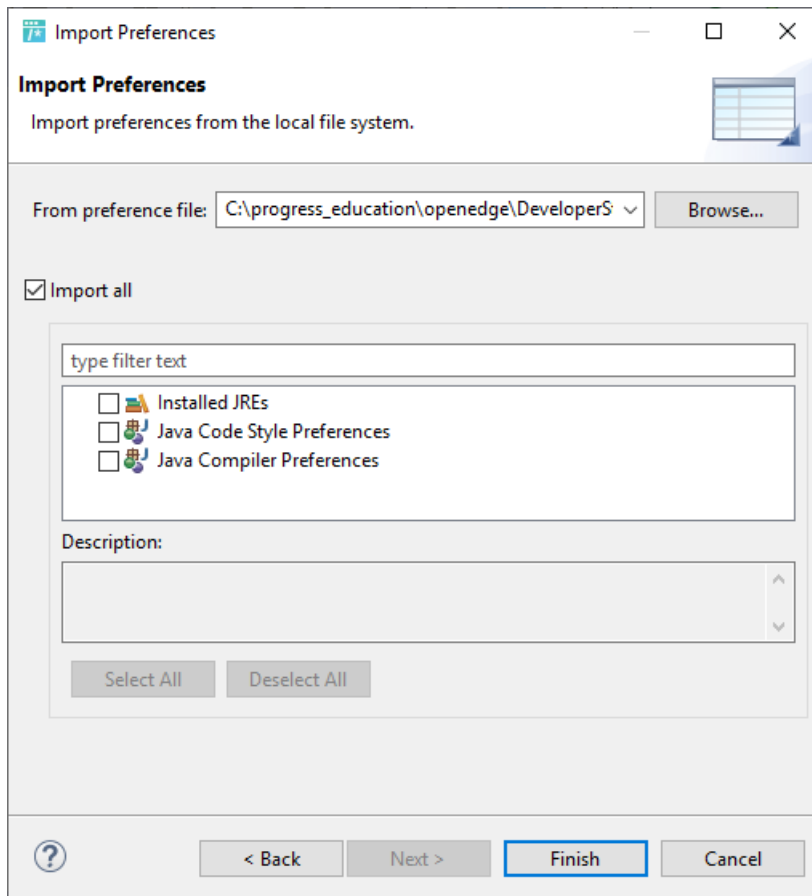 Import Preferences
Import Preferences
Import preferences from the local file system.
From preference file: C:\progress_education\openedge\DeveloperS Browse...
Import all
type filter text
Installed JREs
Java Code Style Preferences
Java Compiler Preferences
Description:
Select All Deselect All
? < Back Next > Finish Cancel